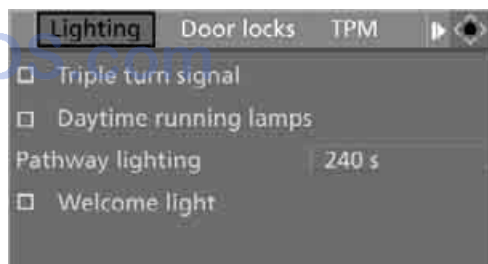 Lighting Door locks TPM
Triple turn signal
Daytime running lamps
Pathway lighting 240 s
Welcome light